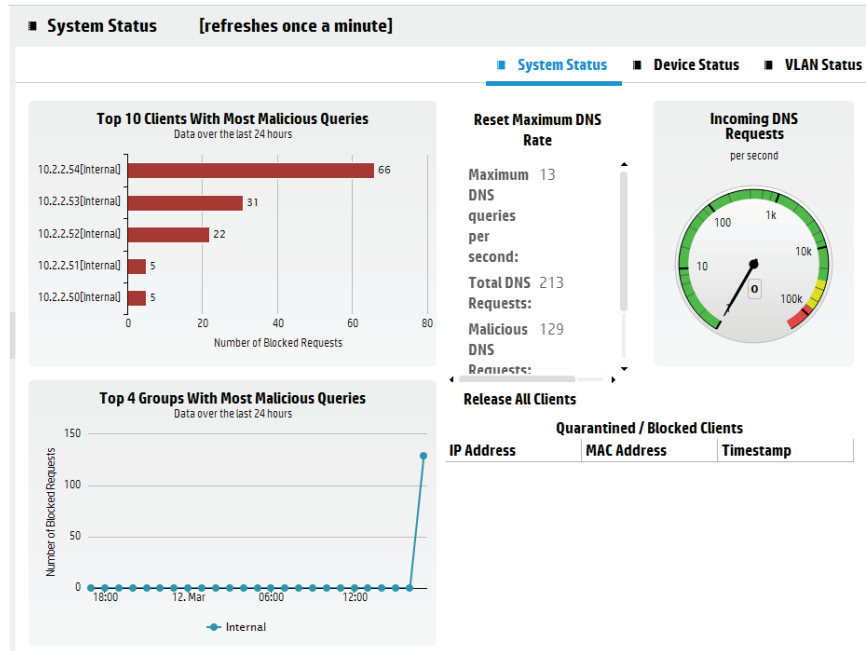 System Status [refreshes once a minute]
System Status Device Status VLAN Status
Top 10 Clients With Most Malicious Queries
Data over the last 24 hours
10.2.2.54[Internal] 66
10.2.2.53[Internal] 31
10.2.2.52[Internal] 22
10.2.2.51[Internal] 5
10.2.2.50[Internal] 5
0 20 40 60 80
Number of Blocked Requests
Reset Maximum DNS
Rate
Maximum 13
DNS
queries
per
second:
Total DNS 213
Requests:
Malicious 129
DNS
Requests:
Incoming DNS
Requests
per second
1 10 100 1k 10k 100k
0
Top 4 Groups With Most Malicious Queries
Data over the last 24 hours
Number of Blocked Requests
150
100
50
0
18:00 12. Mar 06:00 12:00
Internal
Release All Clients
Quarantined / Blocked Clients
IP Address MAC Address Timestamp